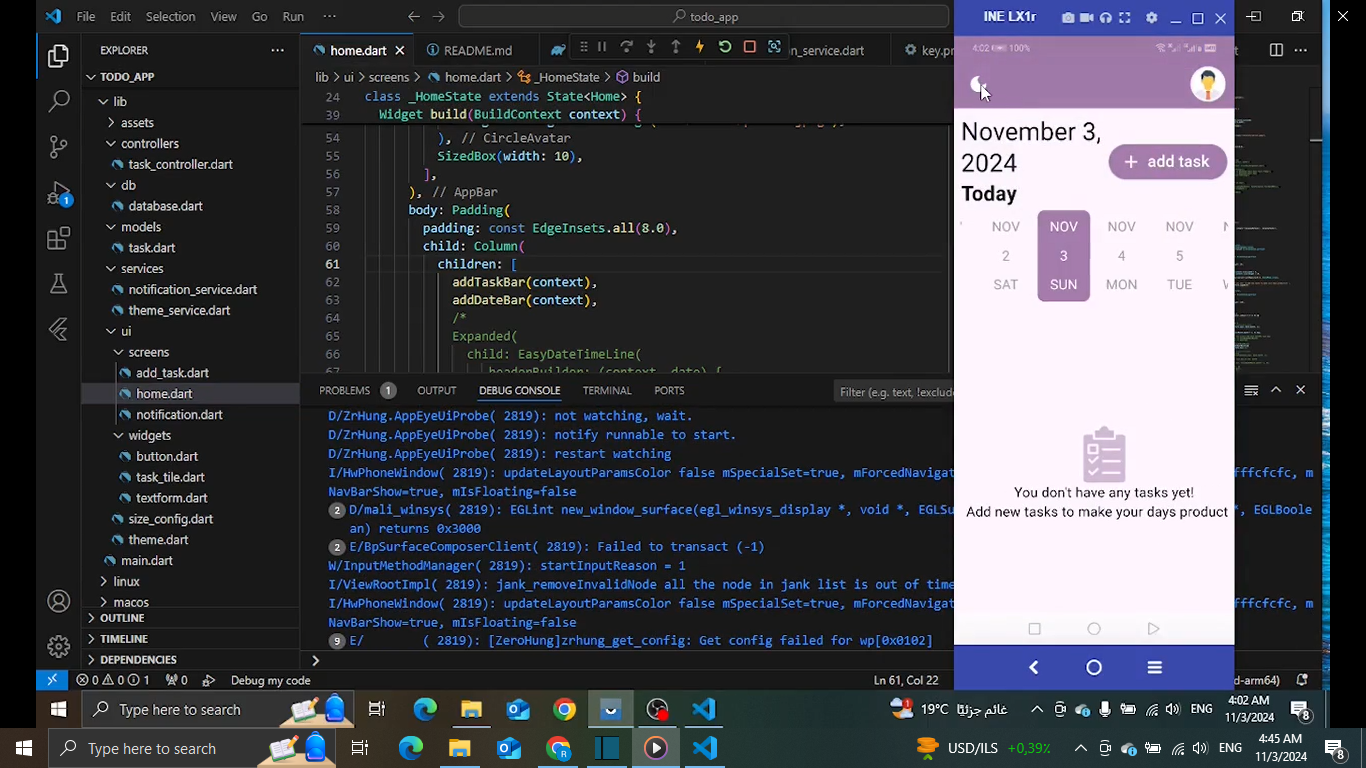 File Edit Selection View Go Run
todo_app
INE LX1r
EXPLORER
home.dart
README.md
n_service.dart
key.pro
TODO_APP
lib
assets
controllers
task_controller.dart
db
database.dart
models
task.dart
services
notification_service.dart
theme_service.dart
ui
screens
add_task.dart
home.dart
notification.dart
widgets
button.dart
task_tile.dart
textform.dart
size_config.dart
theme.dart
main.dart
linux
macos
OUTLINE
TIMELINE
DEPENDENCIES
lib > ui > screens > home.dart > _HomeState > build
24 class _HomeState extends State<Home> {
39 Widget build(BuildContext context) {
54 ), // CircleAvatar
55 SizedBox(width: 10),
56 ],
57 ), // AppBar
58 body: Padding(
59 padding: const EdgeInsets.all(8.0),
60 child: Column(
61 children: [
62 addTaskBar(context),
63 addDateBar(context),
64 /*
65 Expanded(
66 child: EasyDateTimeLine(
67 headerBuilder: (context, date) {
PROBLEMS 1 OUTPUT DEBUG CONSOLE TERMINAL PORTS
Filter (e.g. text, !exclude
D/ZrHung.AppEyeUiProbe( 2819): not watching, wait.
D/ZrHung.AppEyeUiProbe( 2819): notify runnable to start.
D/ZrHung.AppEyeUiProbe( 2819): restart watching
I/HwPhoneWindow( 2819): updateLayoutParamsColor false mSpecialSet=true, mForcedNavigat fffcfcfc, m
NavBarShow=true, mIsFloating=false
2 D/mali_winsys( 2819): EGLint new_window_surface(egl_winsys_display *, void *, EGLSu EGLBoole
an) returns 0x3000
2 E/BpSurfaceComposerClient( 2819): Failed to transact (-1)
W/InputMethodManager( 2819): startInputReason = 1
I/ViewRootImpl( 2819): jank_removeInvalidNode all the node in jank list is out of time
I/HwPhoneWindow( 2819): updateLayoutParamsColor false mSpecialSet=true, mForcedNavigat fffcfcfc, m
NavBarShow=true, mIsFloating=false
9 E/ ( 2819): [ZeroHung]zrhung_get_config: Get config failed for wp[0x0102]
4:02 100%
November 3,
2024
+ add task
Today
NOV NOV NOV NOV
2 3 4 5
SAT SUN MON TUE
You don't have any tasks yet!
Add new tasks to make your days product
0 0 1 0 Debug my code
Ln 61, Col 22
d-arm64)
Type here to search
19°C غائم جزئيًا
ENG
4:02 AM
11/3/2024
8
Type here to search
USD/ILS +0,39%
ENG
4:45 AM
11/3/2024
8